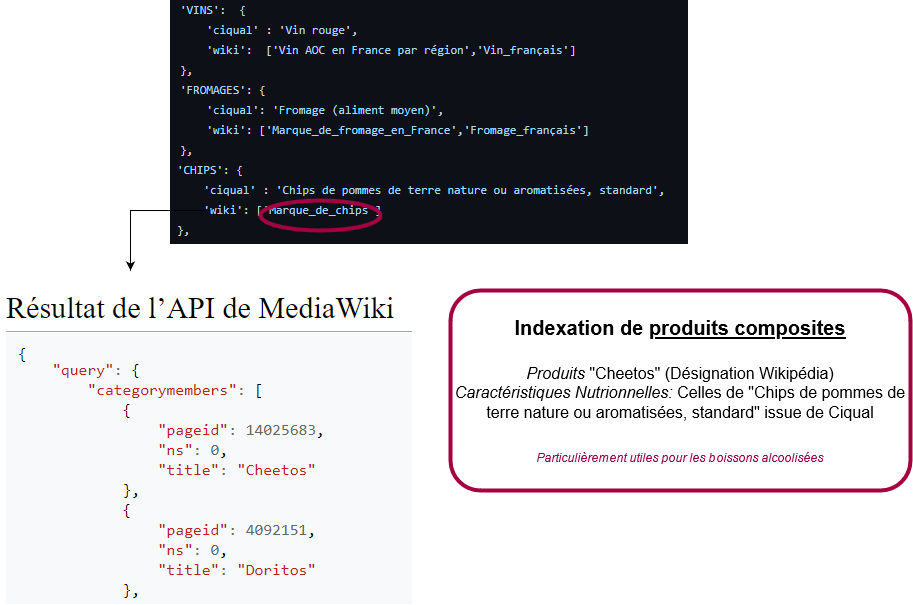 'VINS':  {
'ciqual' : 'Vin rouge',
'wiki':  ['Vin AOC en France par région','Vin_français']
},
'FROMAGES': {
'ciqual': 'Fromage (aliment moyen)',
'wiki': ['Marque_de_fromage_en_France','Fromage_français']
},
'CHIPS': {
'ciqual' : 'Chips de pommes de terre nature ou aromatisées, standard',
'wiki': ['Marque_de_chips']
},
Résultat de l’API de MediaWiki
{
"query": {
"categorymembers": [
{
"pageid": 14025683,
"ns": 0,
"title": "Cheetos"
},
{
"pageid": 4092151,
"ns": 0,
"title": "Doritos"
},
Indexation de produits composites
Produits "Cheetos" (Désignation Wikipédia)
Caractéristiques Nutritionnelles: Celles de "Chips de pommes de
terre nature ou aromatisées, standard" issue de Ciqual
Particulièrement utiles pour les boissons alcoolisées